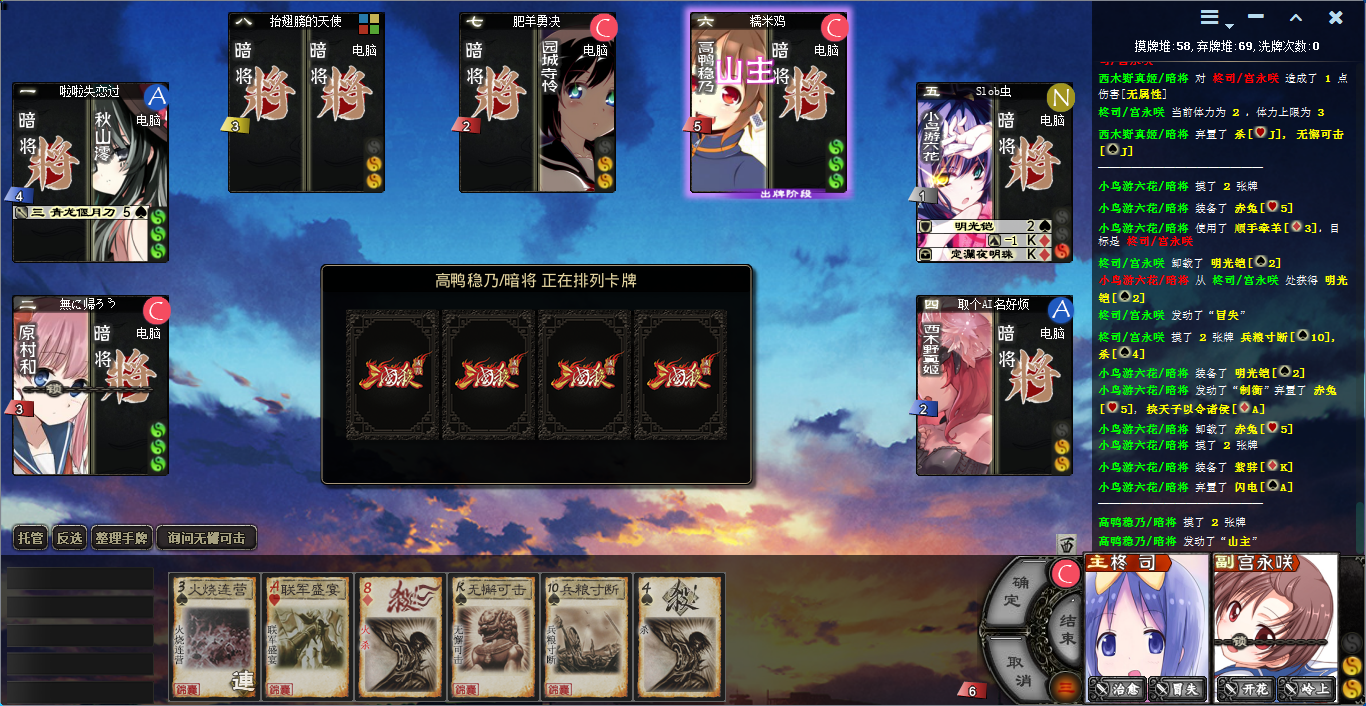 八 抬翅膀的天使
暗将 将 暗将 电脑 将
3
七 肥羊勇决 C
暗将 将 园城寺怜 电脑
2
六 糯米鸡 C
高鸭稳乃 暗将 电脑 将
山主
5
出牌阶段
一 啦啦失恋过 A
暗将 将 秋山澪 电脑
4
三 青龙偃月刀 5
二 無に帰ろう C
原村和 暗将 电脑 将
锁
3
五 Slob虫 N
小鸟游六花 暗将 电脑 将
1
明光铠 2
-1 K
定澜夜明珠 K
四 取个AI名好烦 A
西木野真姬 暗将 电脑 将
2
高鸭稳乃/暗将 正在排列卡牌
摸牌堆:58,弃牌堆:69,洗牌次数:0
西木野真姬/暗将 对 柊司/宫永咲 造成了 1 点
伤害[无属性]
柊司/宫永咲 当前体力为 2 ，体力上限为 3
西木野真姬/暗将 弃置了 杀[♥J]， 无懈可击
[♠J]
小鸟游六花/暗将 摸了 2 张牌
小鸟游六花/暗将 装备了 赤兔[♥5]
小鸟游六花/暗将 使用了 顺手牵羊[♦3]，目
标是 柊司/宫永咲
柊司/宫永咲 卸载了 明光铠[♠2]
小鸟游六花/暗将 从 柊司/宫永咲 处获得 明光
铠[♠2]
柊司/宫永咲 发动了“冒失”
柊司/宫永咲 摸了 2 张牌 兵粮寸断[♠10]，
杀[♠4]
小鸟游六花/暗将 装备了 明光铠[♠2]
小鸟游六花/暗将 发动了“制衡”弃置了 赤兔
[♥5]，挟天子以令诸侯[♦A]
小鸟游六花/暗将 卸载了 赤兔[♥5]
小鸟游六花/暗将 摸了 2 张牌
小鸟游六花/暗将 装备了 紫骍[♦K]
小鸟游六花/暗将 弃置了 闪电[♠A]
高鸭稳乃/暗将 摸了 2 张牌
高鸭稳乃/暗将 发动了“山主”
托管 反选 整理手牌 询问无懈可击
西
3 火烧连营
火烧连营
連
锦囊
A 联军盛宴
联军盛宴
锦囊
8 殺
火杀
K 无懈可击
无懈可击
锦囊
10 兵粮寸断
兵粮寸断
锦囊
4 殺
杀
6
确定
结束
取消
三
C
主 柊司
治愈 冒失
副 宫永咲
锁
开花 岭上